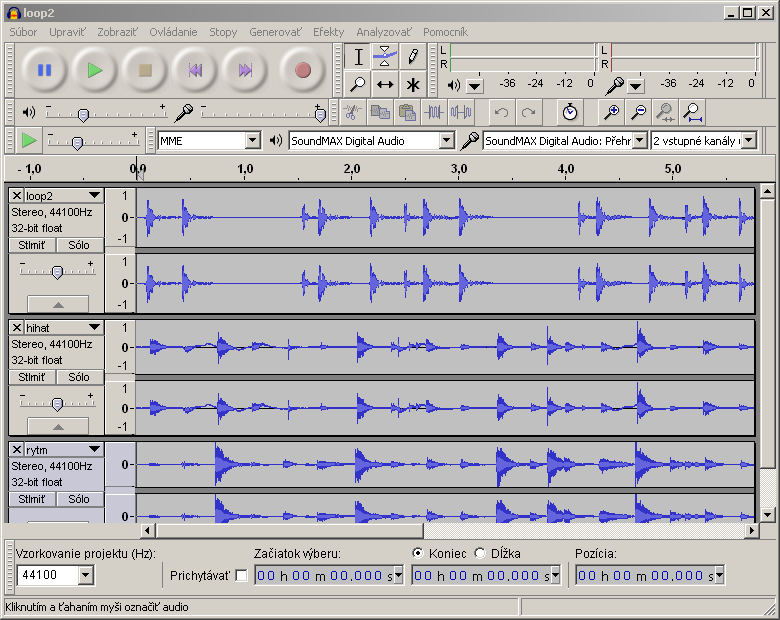 loop2
Súbor Upraviť Zobraziť Ovládanie Stopy Generovať Efekty Analyzovať Pomocník
L
R
-36 -24 -12 0
L
R
-36 -24 -12 0
- +
- +
- +
MME
SoundMAX Digital Audio
SoundMAX Digital Audio: Přehr
2 vstupné kanály
- 1,0 0,0 1,0 2,0 3,0 4,0 5,0
loop2
Stereo, 44100Hz
32-bit float
Stlmiť Sólo
- +
1
0-
-1
1
0-
-1
hihat
Stereo, 44100Hz
32-bit float
Stlmiť Sólo
- +
1
0-
-1
1
0-
-1
rytm
Stereo, 44100Hz
32-bit float
Stlmiť Sólo
0-
0-
Vzorkovanie projektu (Hz):
44100
Prichytávať
Začiatok výberu:
00 h 00 m 00.000 s
Koniec Dĺžka
00 h 00 m 00.000 s
Pozícia:
00 h 00 m 00.000 s
Kliknutím a ťahaním myši označiť audio